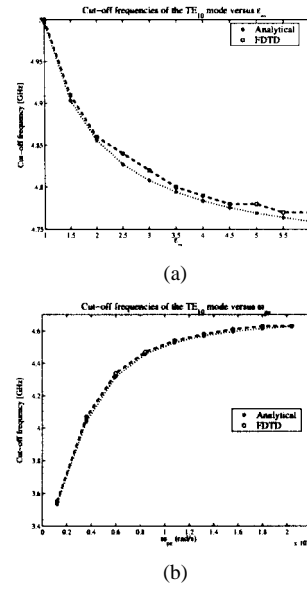 Cut-off frequencies of the TE₁₀ mode versus ε∞
Analytical
FDTD
Cut-off frequency [GHz]
4.95
4.9
4.85
4.8
4.75
1 1.5 2 2.5 3 3.5 4 4.5 5 5.5
ε∞
(a)
Cut-off frequencies of the TE₁₀ mode versus ω
Analytical
FDTD
Cut-off frequency [GHz]
4.6
4.4
4.2
4
3.8
3.6
3.4
0 0.2 0.4 0.6 0.8 1 1.2 1.4 1.6 1.8 2
(rad/s)
x 10
(b)